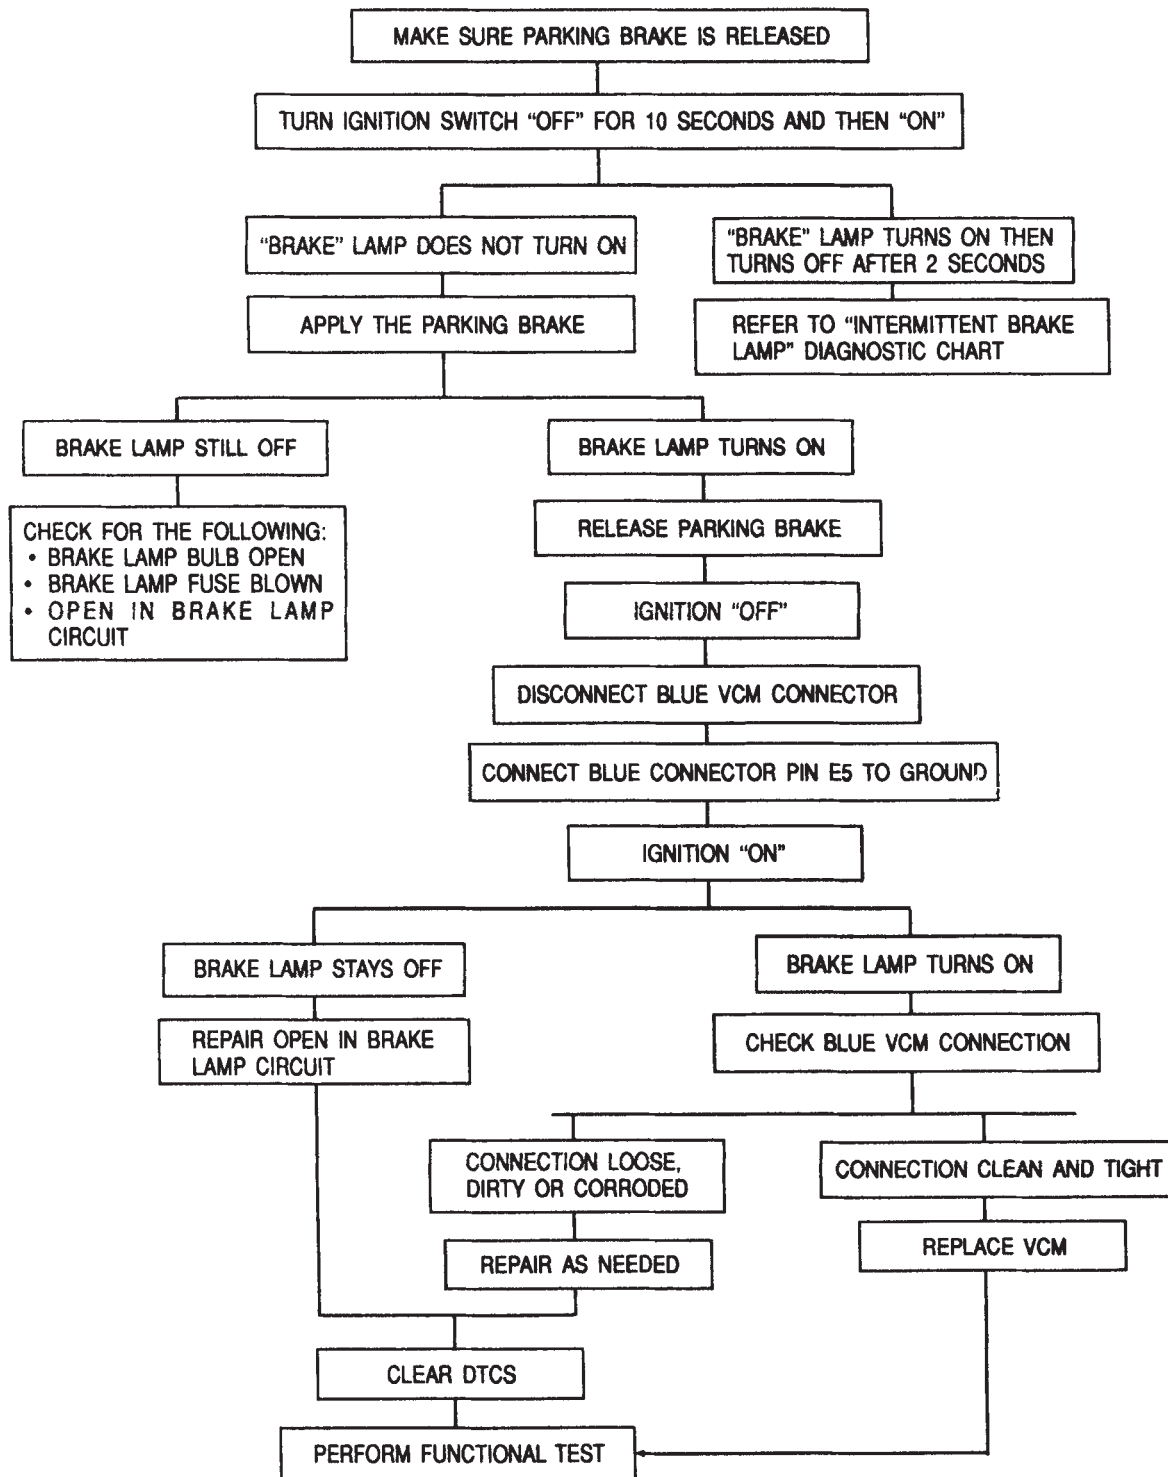 MAKE SURE PARKING BRAKE IS RELEASED
TURN IGNITION SWITCH “OFF” FOR 10 SECONDS AND THEN “ON”
“BRAKE” LAMP DOES NOT TURN ON
“BRAKE” LAMP TURNS ON THEN
TURNS OFF AFTER 2 SECONDS
APPLY THE PARKING BRAKE
REFER TO “INTERMITTENT BRAKE
LAMP” DIAGNOSTIC CHART
BRAKE LAMP STILL OFF
BRAKE LAMP TURNS ON
CHECK FOR THE FOLLOWING:
• BRAKE LAMP BULB OPEN
• BRAKE LAMP FUSE BLOWN
• OPEN IN BRAKE LAMP
CIRCUIT
RELEASE PARKING BRAKE
IGNITION “OFF”
DISCONNECT BLUE VCM CONNECTOR
CONNECT BLUE CONNECTOR PIN E5 TO GROUND
IGNITION “ON”
BRAKE LAMP STAYS OFF
BRAKE LAMP TURNS ON
REPAIR OPEN IN BRAKE
LAMP CIRCUIT
CHECK BLUE VCM CONNECTION
CONNECTION LOOSE,
DIRTY OR CORRODED
CONNECTION CLEAN AND TIGHT
REPAIR AS NEEDED
REPLACE VCM
CLEAR DTCS
PERFORM FUNCTIONAL TEST